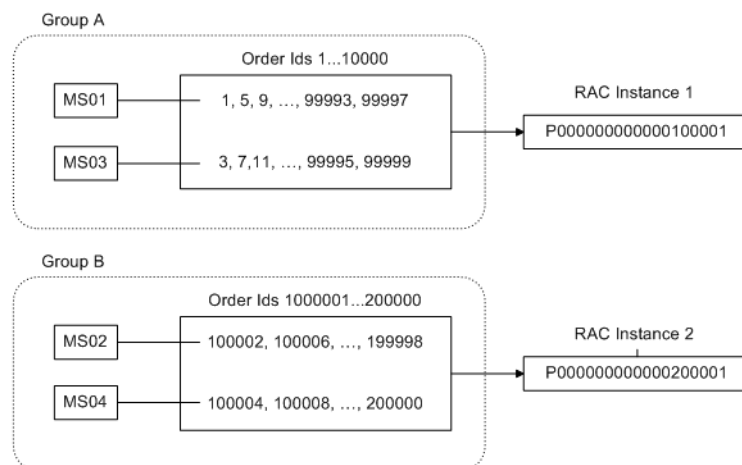 Group A
Order Ids 1...10000
MS01
1, 5, 9, ..., 99993, 99997
RAC Instance 1
P000000000000100001
MS03
3, 7,11, ..., 99995, 99999
Group B
Order Ids 1000001...200000
MS02
100002, 100006, ..., 199998
RAC Instance 2
P000000000000200001
MS04
100004, 100008, ..., 200000